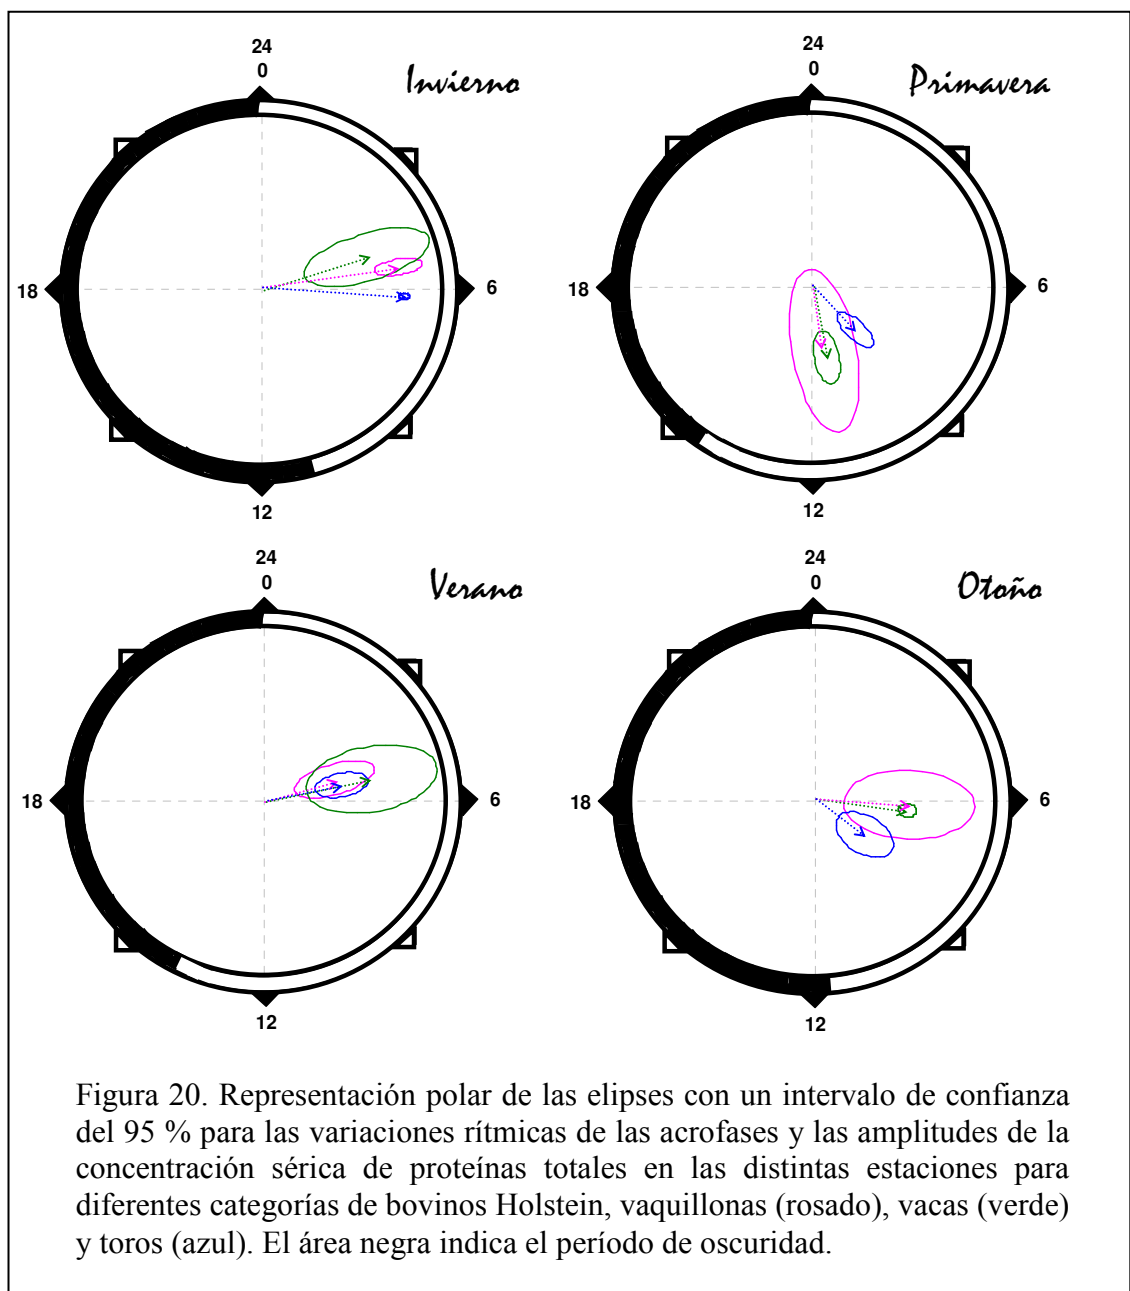 24
0
Invierno
18
6
12
24
0
Primavera
18
6
12
24
0
Verano
18
6
12
24
0
Otoño
18
6
12
Figura 20. Representación polar de las elipses con un intervalo de confianza
del 95 % para las variaciones rítmicas de las acrofases y las amplitudes de la
concentración sérica de proteínas totales en las distintas estaciones para
diferentes categorías de bovinos Holstein, vaquillonas (rosado), vacas (verde)
y toros (azul). El área negra indica el período de oscuridad.